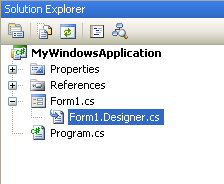 Solution Explorer
MyWindowsApplication
Properties
References
Form1.cs
Form1.Designer.cs
Program.cs